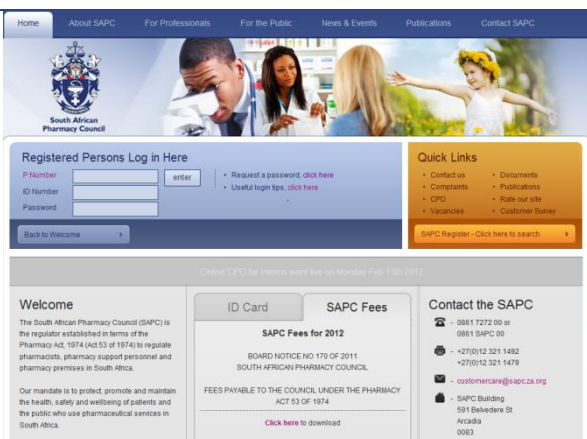 Home About SAPC For Professionals For the Public News & Events Publications Contact SAPC
South African
Pharmacy Council
Registered Persons Log in Here
P Number
enter
ID Number
Password
• Request a password, click here
• Useful login tips, click here
Back to Welcome
Quick Links
• Contact us
• Complaints
• CPD
• Vacancies
• Documents
• Publications
• Rate our site
• Customer Survey
SAPC Register - Click here to search
Online CPD for interns went live on Monday Feb 13th 2012
Welcome
The South African Pharmacy Council (SAPC) is
the regulator established in terms of the
Pharmacy Act, 1974 (Act 53 of 1974) to regulate
pharmacists, pharmacy support personnel and
pharmacy premises in South Africa.
Our mandate is to protect, promote and maintain
the health, safety and wellbeing of patients and
the public who use pharmaceutical services in
South Africa.
ID Card
SAPC Fees
SAPC Fees for 2012
BOARD NOTICE NO 170 OF 2011
SOUTH AFRICAN PHARMACY COUNCIL
FEES PAYABLE TO THE COUNCIL UNDER THE PHARMACY
ACT 53 OF 1974
Click here to download
Contact the SAPC
- 0861 7272 00 or
0861 SAPC 00
- +27(0)12 321 1492
+27(0)12 321 1479
- customercare@sapc.za.org
- SAPC Building
591 Belvedere St
Arcadia
0083